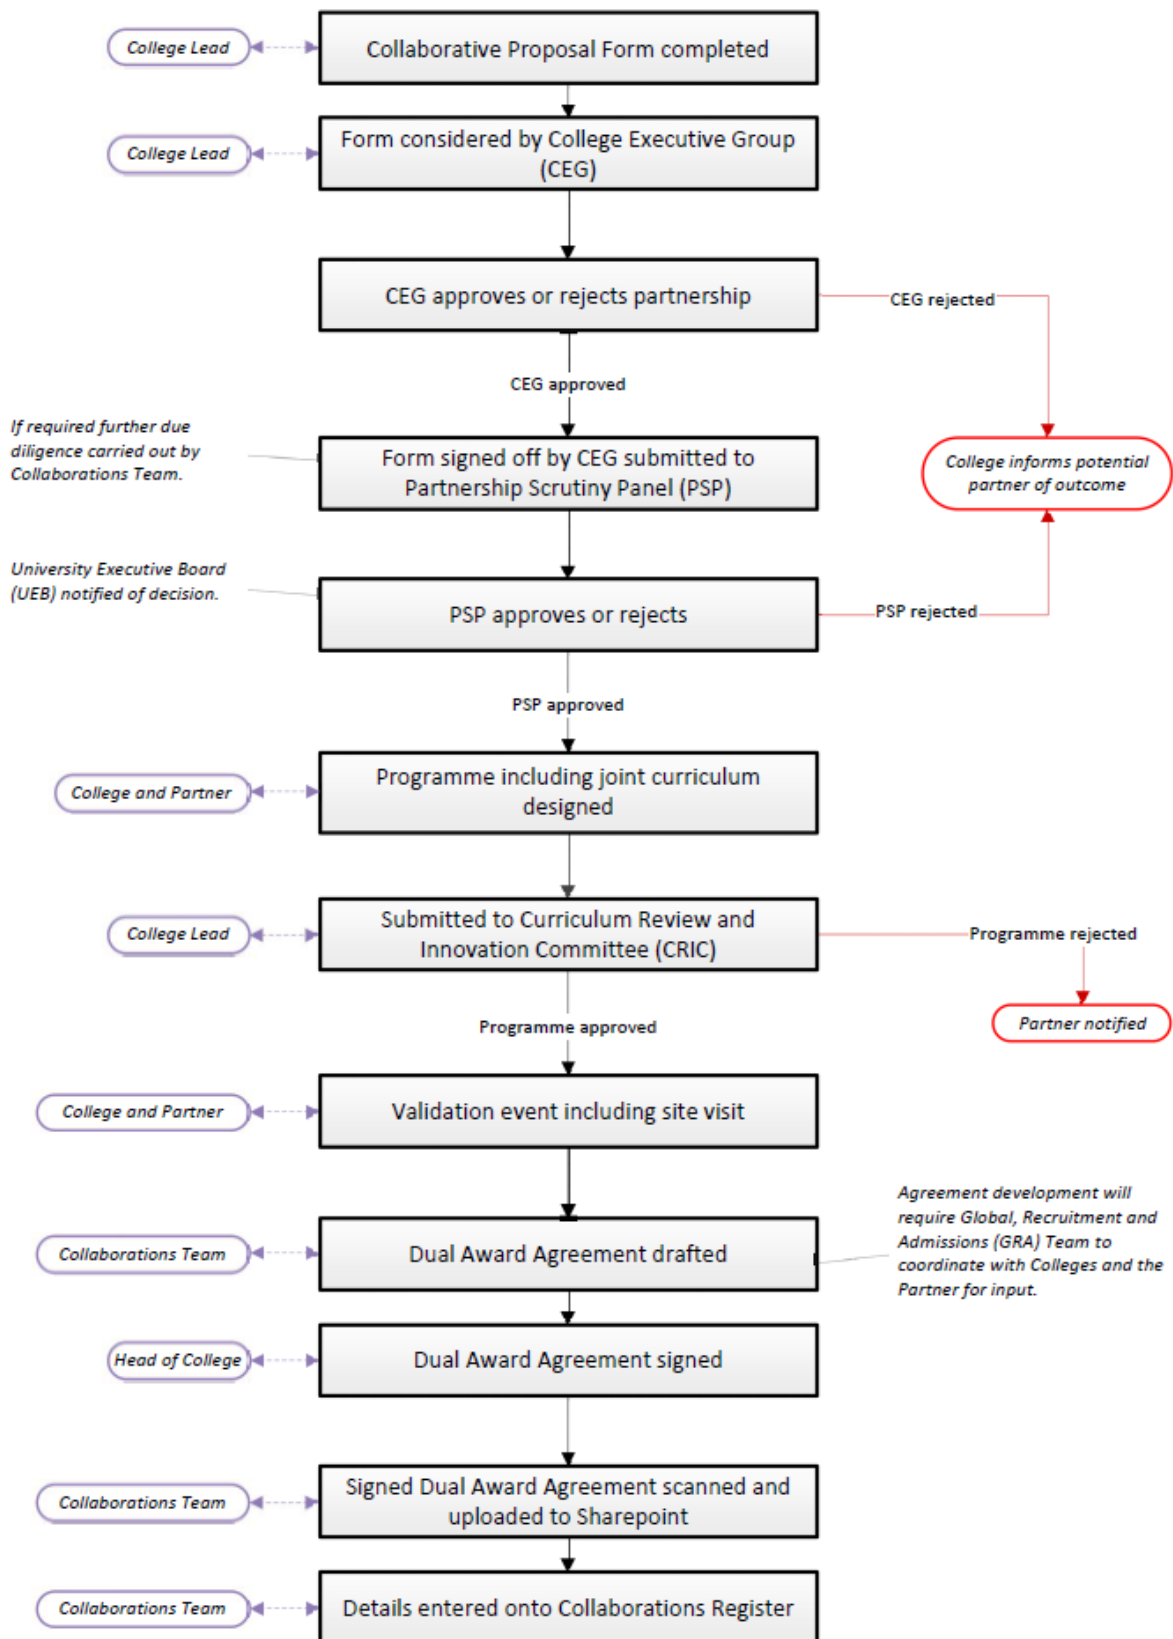 College Lead
Collaborative Proposal Form completed
College Lead
Form considered by College Executive Group
(CEG)
CEG approves or rejects partnership
CEG rejected
CEG approved
If required further due
diligence carried out by
Collaborations Team.
Form signed off by CEG submitted to
Partnership Scrutiny Panel (PSP)
College informs potential
partner of outcome
University Executive Board
(UEB) notified of decision.
PSP approves or rejects
PSP rejected
PSP approved
College and Partner
Programme including joint curriculum
designed
College Lead
Submitted to Curriculum Review and
Innovation Committee (CRIC)
Programme rejected
Partner notified
Programme approved
College and Partner
Validation event including site visit
Agreement development will
require Global, Recruitment and
Admissions (GRA) Team to
coordinate with Colleges and the
Partner for input.
Collaborations Team
Dual Award Agreement drafted
Head of College
Dual Award Agreement signed
Collaborations Team
Signed Dual Award Agreement scanned and
uploaded to Sharepoint
Collaborations Team
Details entered onto Collaborations Register